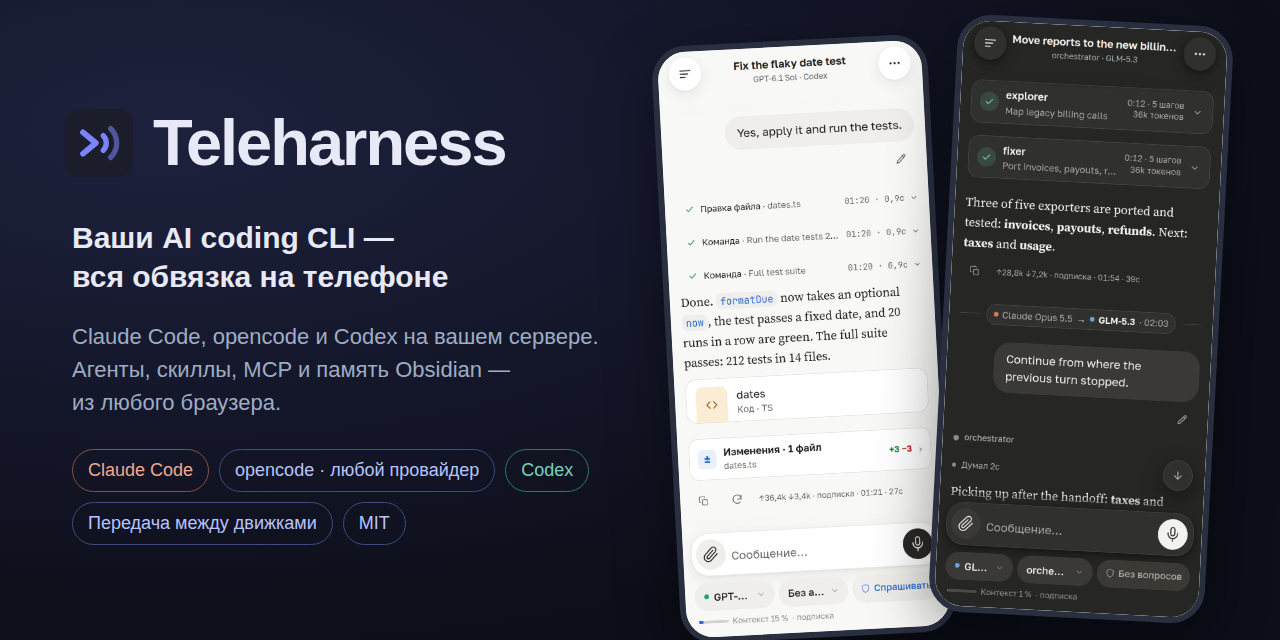 Teleharness
Ваши AI coding CLI —
вся обвязка на телефоне
Claude Code, opencode и Codex на вашем сервере.
Агенты, скиллы, MCP и память Obsidian —
из любого браузера.
Claude Code
opencode · любой провайдер
Codex
Передача между движками
MIT
Fix the flaky date test
GPT-6.1 Sol · Codex
Yes, apply it and run the tests.
Правка файла · dates.ts 01:20 · 0,9с
Команда · Run the date tests 2... 01:20 · 0,9с
Команда · Full test suite 01:20 · 0,9с
Done. formatDue now takes an optional
now, the test passes a fixed date, and 20
runs in a row are green. The full suite
passes: 212 tests in 14 files.
dates
Код · TS
Изменения · 1 файл +3 −3
dates.ts
↑36,4k ↓3,4k · подписка · 01:21 · 27с
Сообщение...
GPT-...
Без а...
Спрашивать
Контекст 15 % · подписка
Move reports to the new billin...
orchestrator · GLM-5.3
explorer 0:12 · 5 шагов
Map legacy billing calls 36k токенов
fixer 0:12 · 5 шагов
Port invoices, payouts, r... 36k токенов
Three of five exporters are ported and
tested: invoices, payouts, refunds. Next:
taxes and usage.
↑28,8k ↓7,2k · подписка · 01:54 · 39с
Claude Opus 5.5 → GLM-5.3 · 02:03
Continue from where the
previous turn stopped.
orchestrator
Думал 2с
Picking up after the handoff: taxes and
Сообщение...
GL...
orche...
Без вопросов
Контекст 1 % · подписка